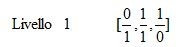 Livello 1 [0/1, 1/1, 1/0]